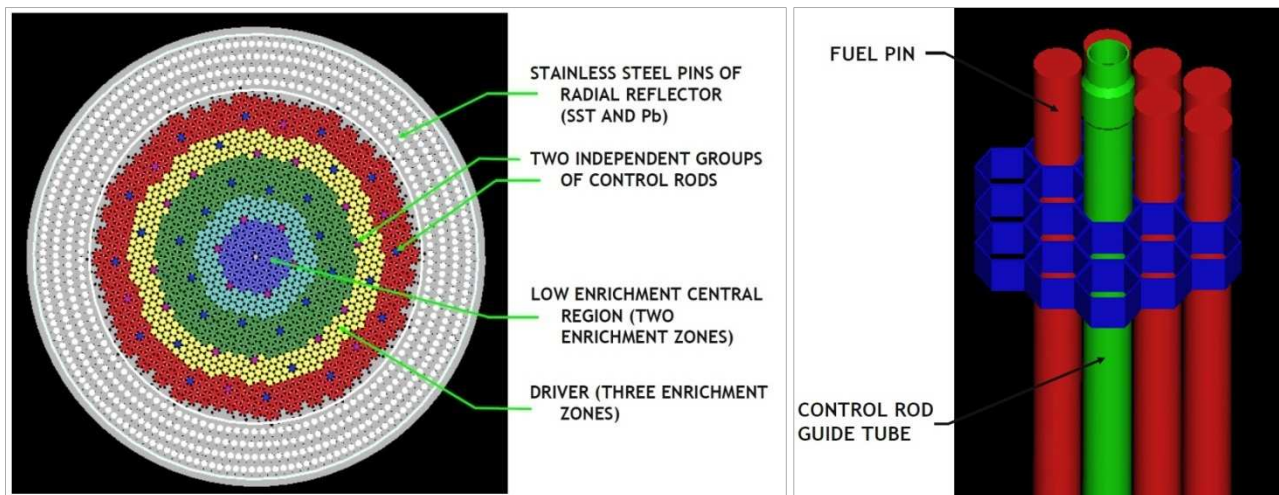 STAINLESS STEEL PINS OF
RADIAL REFLECTOR
(SST AND Pb)
TWO INDEPENDENT GROUPS
OF CONTROL RODS
LOW ENRICHMENT CENTRAL
REGION (TWO
ENRICHMENT ZONES)
DRIVER (THREE ENRICHMENT
ZONES)
FUEL PIN
CONTROL ROD
GUIDE TUBE